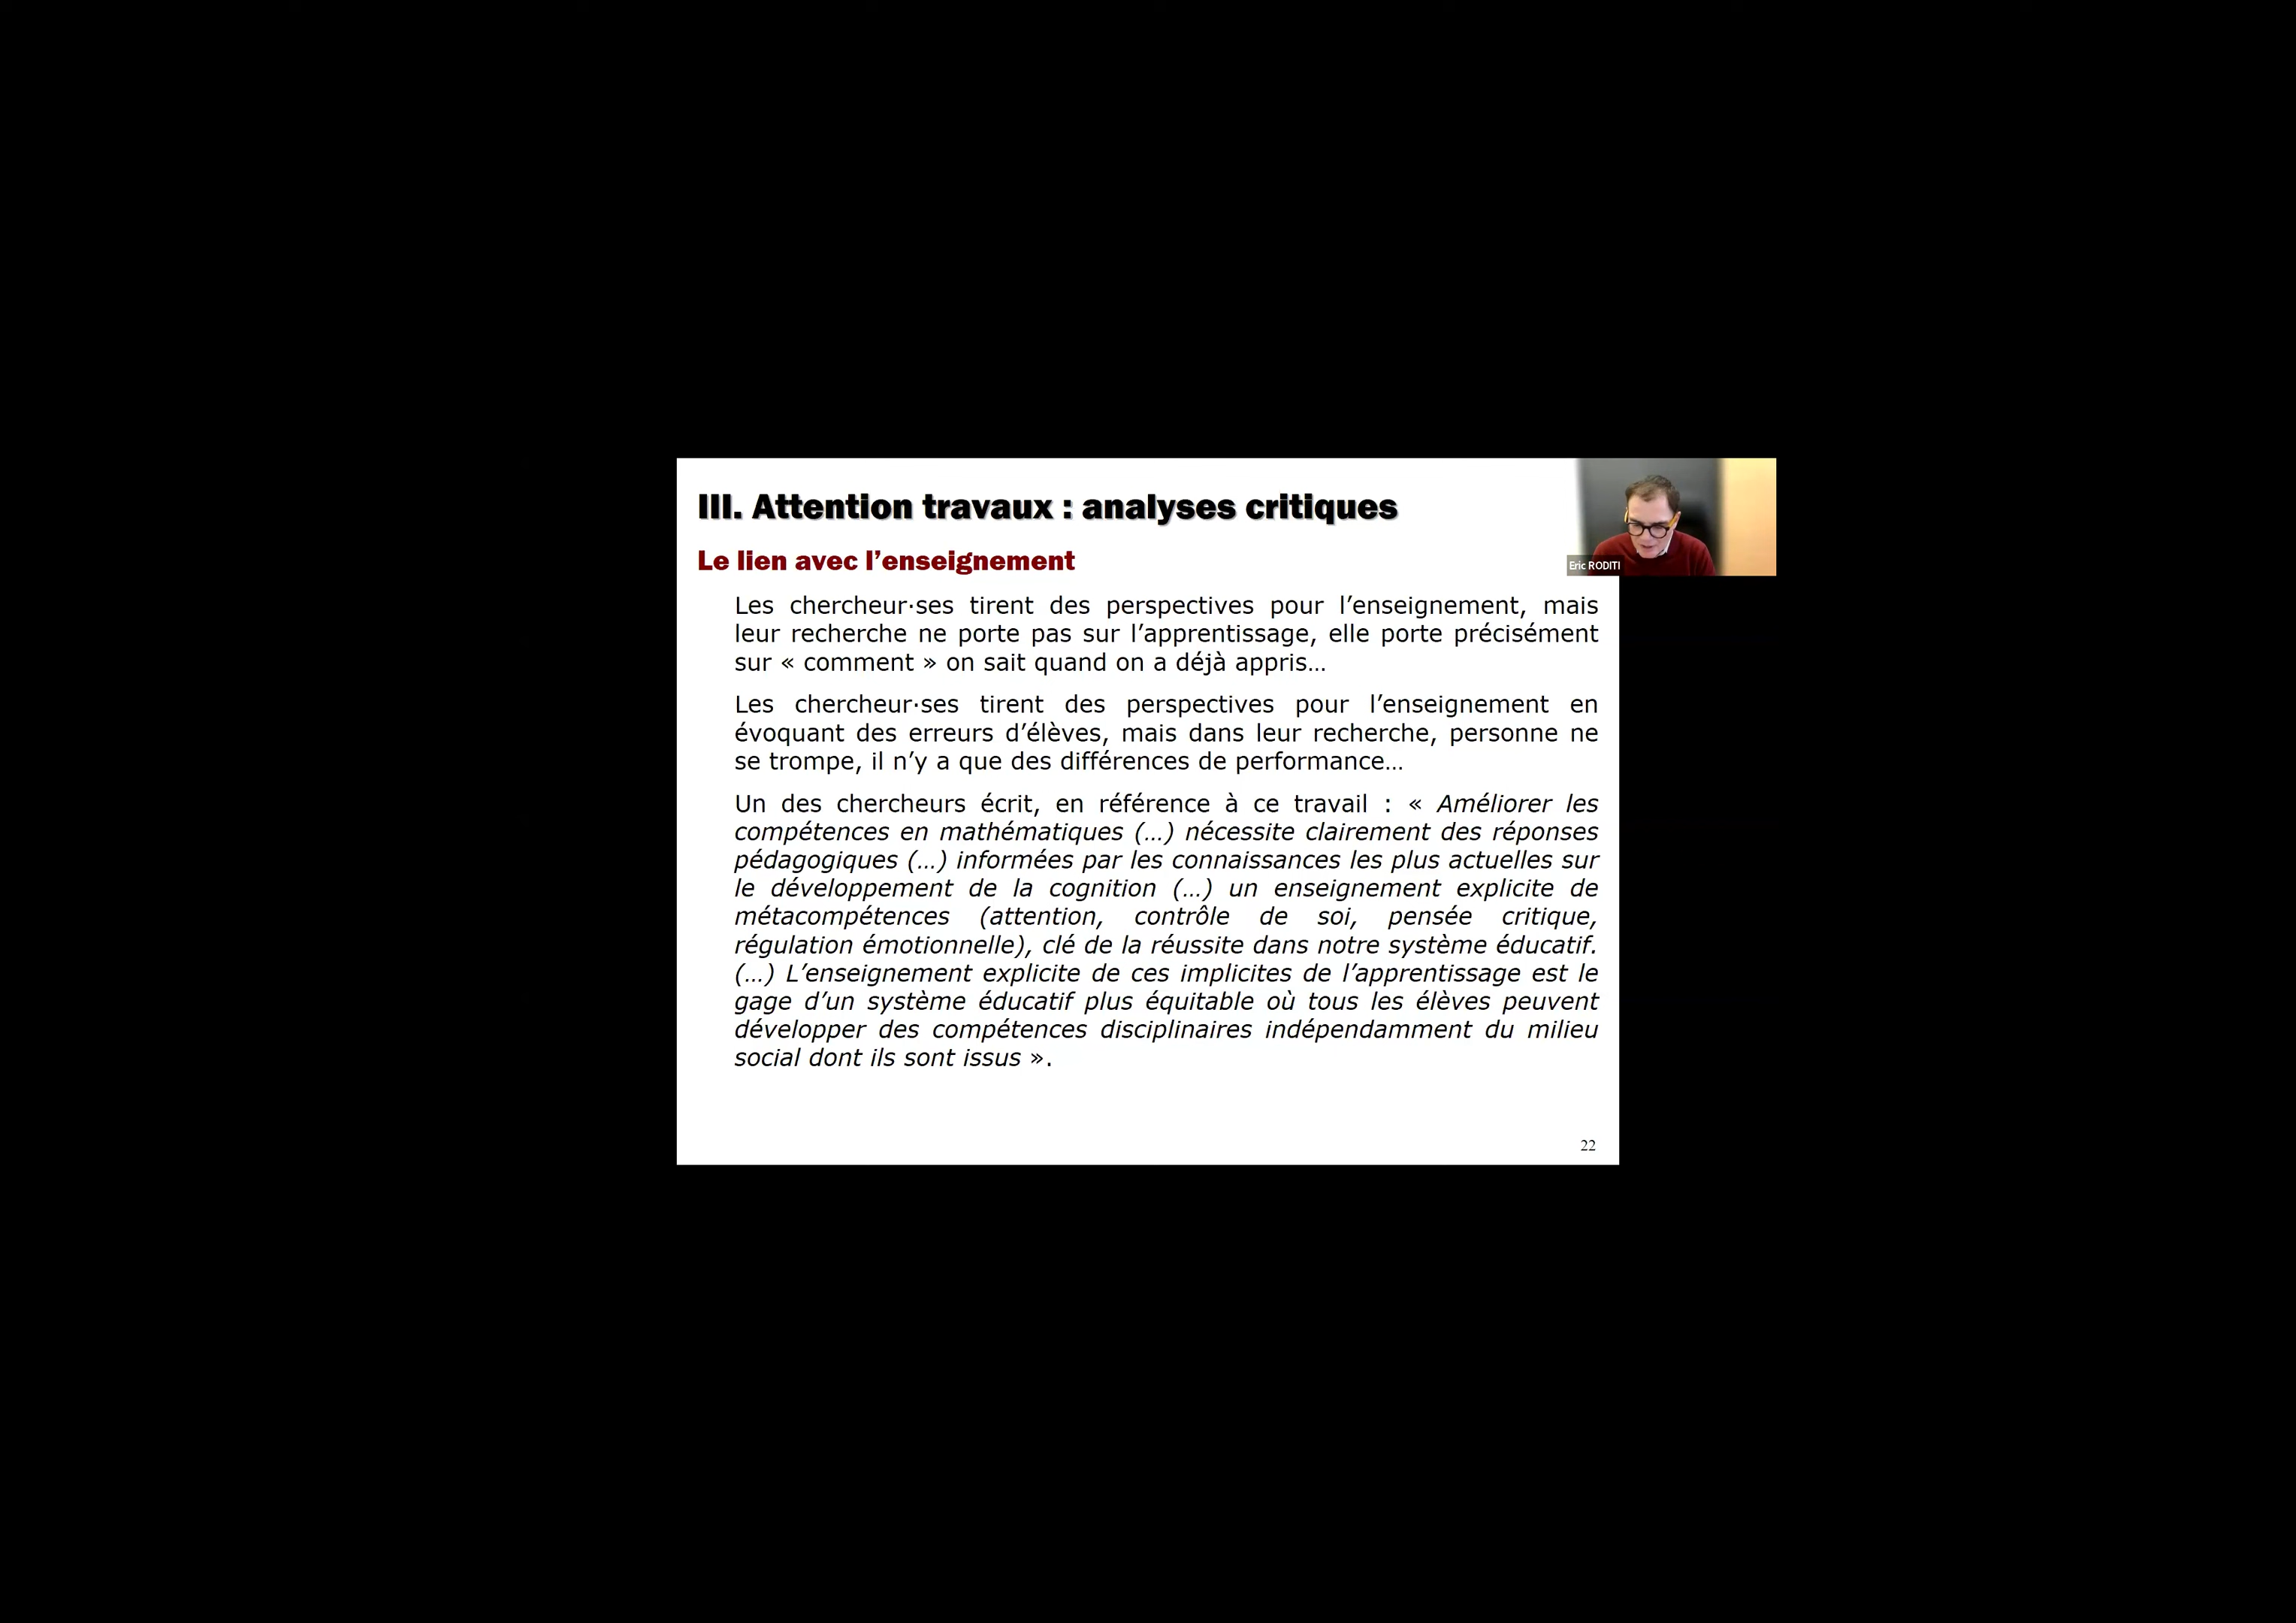 III. Attention travaux : analyses critiques
Le lien avec l’enseignement
Eric RODITI
Les chercheur·ses tirent des perspectives pour l’enseignement, mais
leur recherche ne porte pas sur l’apprentissage, elle porte précisément
sur « comment » on sait quand on a déjà appris…
Les chercheur·ses tirent des perspectives pour l’enseignement en
évoquant des erreurs d’élèves, mais dans leur recherche, personne ne
se trompe, il n’y a que des différences de performance…
Un des chercheurs écrit, en référence à ce travail : « Améliorer les
compétences en mathématiques (…) nécessite clairement des réponses
pédagogiques (…) informées par les connaissances les plus actuelles sur
le développement de la cognition (…) un enseignement explicite de
métacompétences (attention, contrôle de soi, pensée critique,
régulation émotionnelle), clé de la réussite dans notre système éducatif.
(…) L’enseignement explicite de ces implicites de l’apprentissage est le
gage d’un système éducatif plus équitable où tous les élèves peuvent
développer des compétences disciplinaires indépendamment du milieu
social dont ils sont issus ».
22